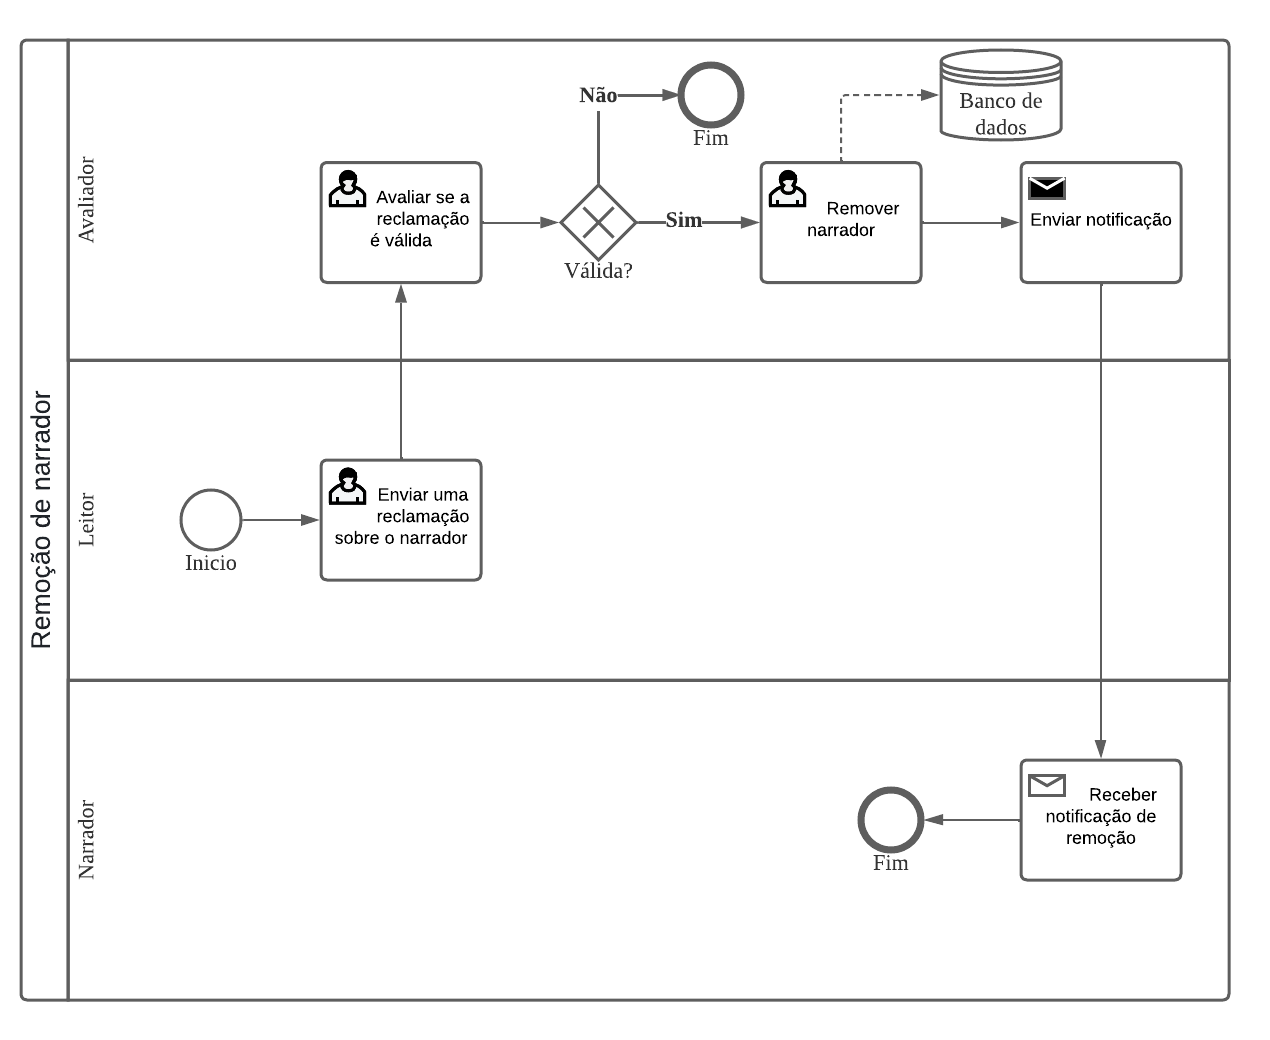 Remoção de narrador
Avaliador
Não
Fim
Banco de
dados
Avaliar se a
reclamação
é válida
Válida?
Sim
Remover
narrador
Enviar notificação
Leitor
Inicio
Enviar uma
reclamação
sobre o narrador
Narrador
Fim
Receber
notificação de
remoção